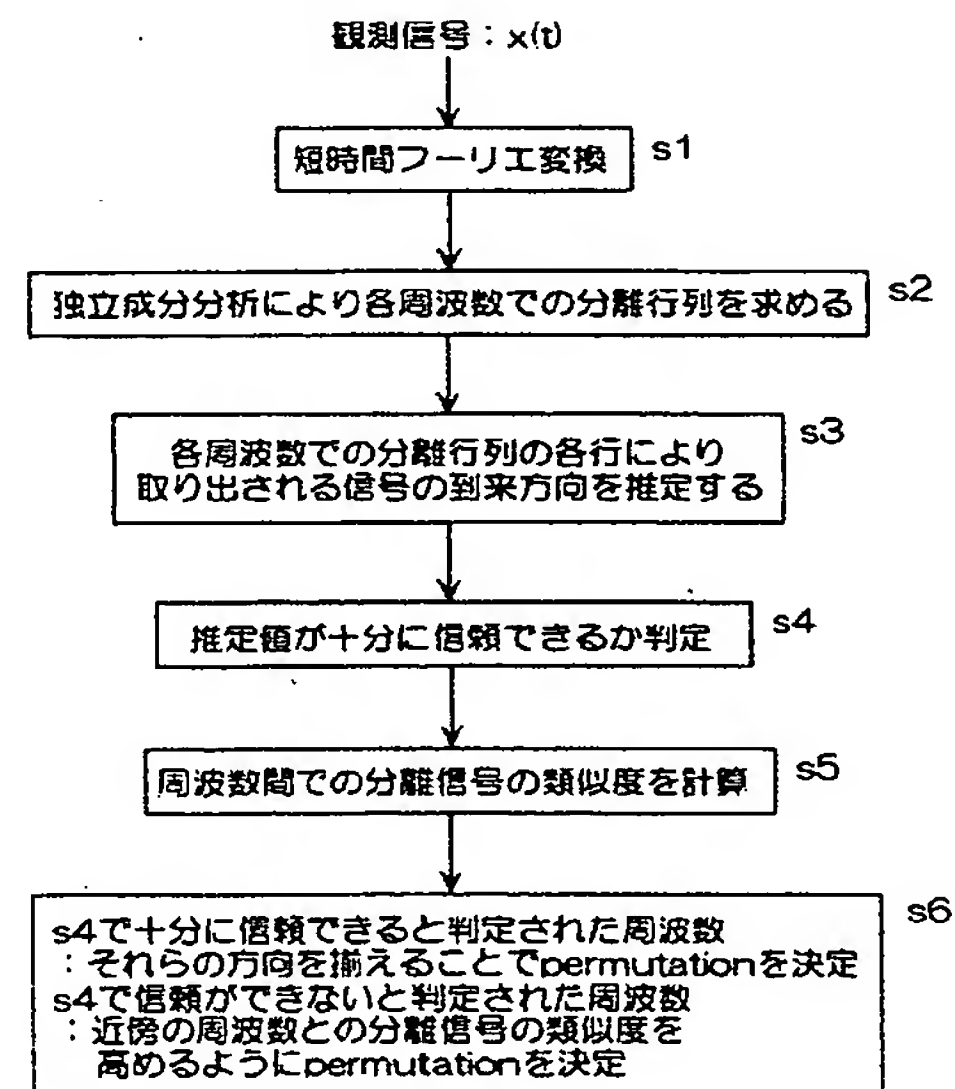 観測信号：x(t)
短時間フーリエ変換
s1
独立成分分析により各周波数での分離行列を求める
s2
各周波数での分離行列の各行により
取り出される信号の到来方向を推定する
s3
推定値が十分に信頼できるか判定
s4
周波数間での分離信号の類似度を計算
s5
s4で十分に信頼できると判定された周波数
：それらの方向を揃えることでpermutationを決定
s4で信頼ができないと判定された周波数
：近傍の周波数との分離信号の類似度を
高めるようにpermutationを決定
s6